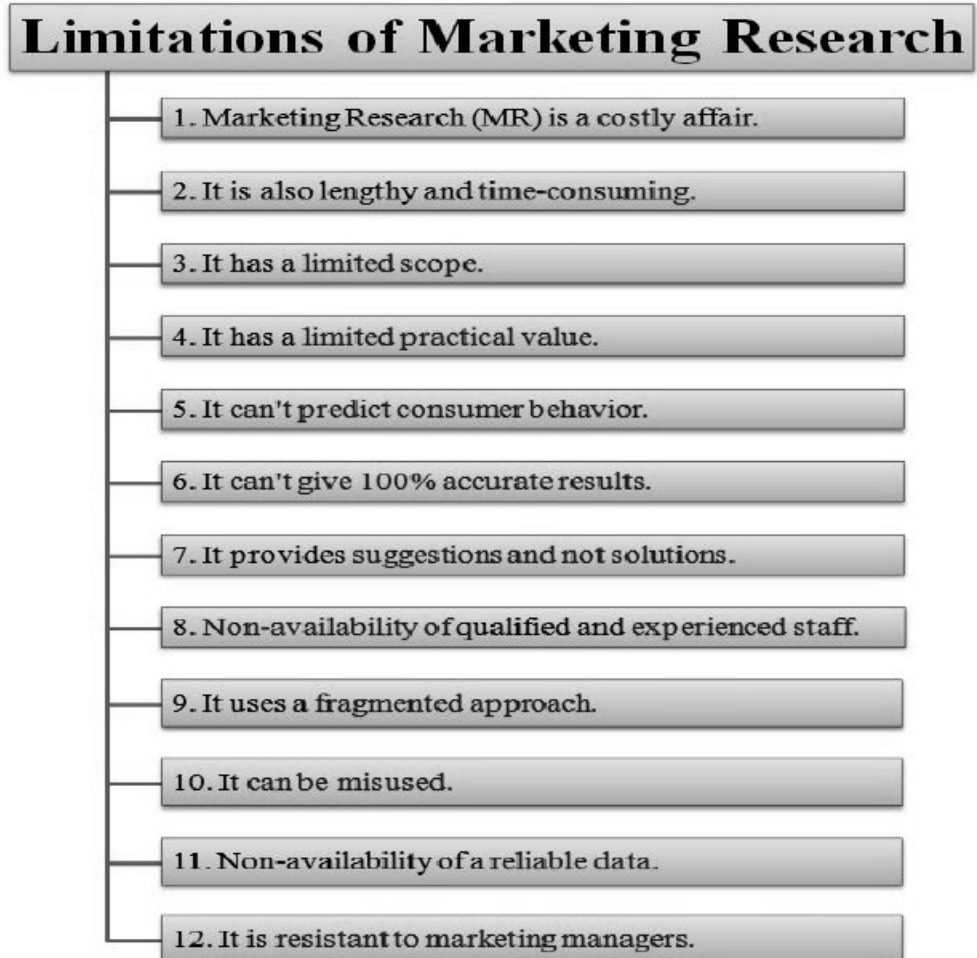 Limitations of Marketing Research
1. Marketing Research (MR) is a costly affair.
2. It is also lengthy and time-consuming.
3. It has a limited scope.
4. It has a limited practical value.
5. It can't predict consumer behavior.
6. It can't give 100% accurate results.
7. It provides suggestions and not solutions.
8. Non-availability of qualified and experienced staff.
9. It uses a fragmented approach.
10. It can be misused.
11. Non-availability of a reliable data.
12. It is resistant to marketing managers.